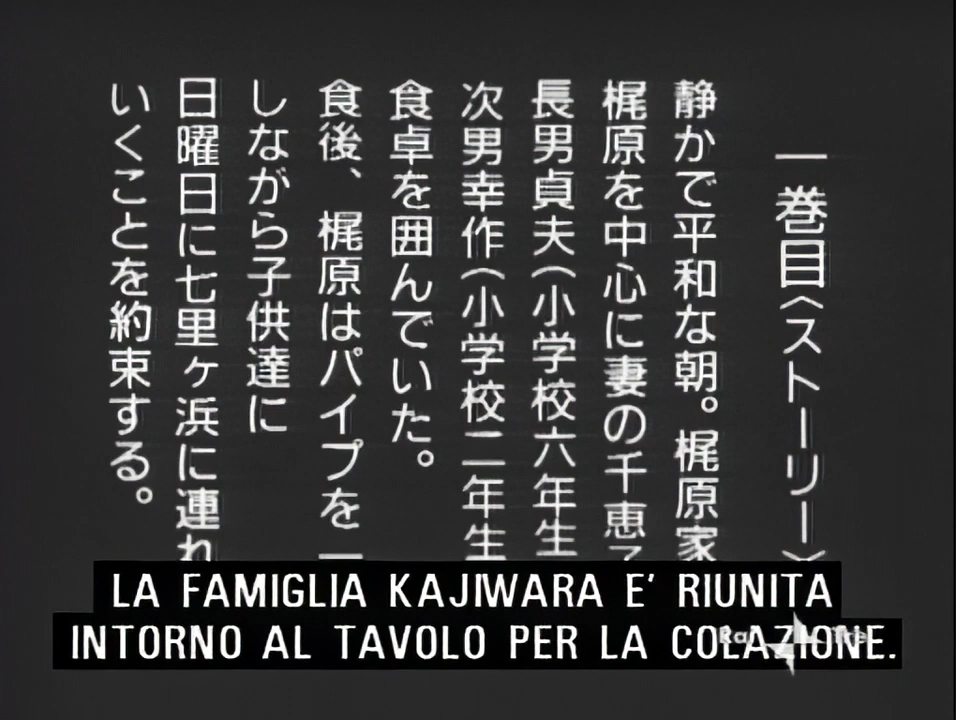 一巻目〈ストーリー〉
静かで平和な朝。梶原家
梶原を中心に妻の千恵子
長男貞夫(小学校六年生
次男幸作(小学校二年生
食卓を囲んでいた。
食後、梶原はパイプを
しながら子供達に
日曜日に七里ヶ浜に連れ
いくことを約束する。
LA FAMIGLIA KAJIWARA E' RIUNITA
INTORNO AL TAVOLO PER LA COLAZIONE.
Rai Tre